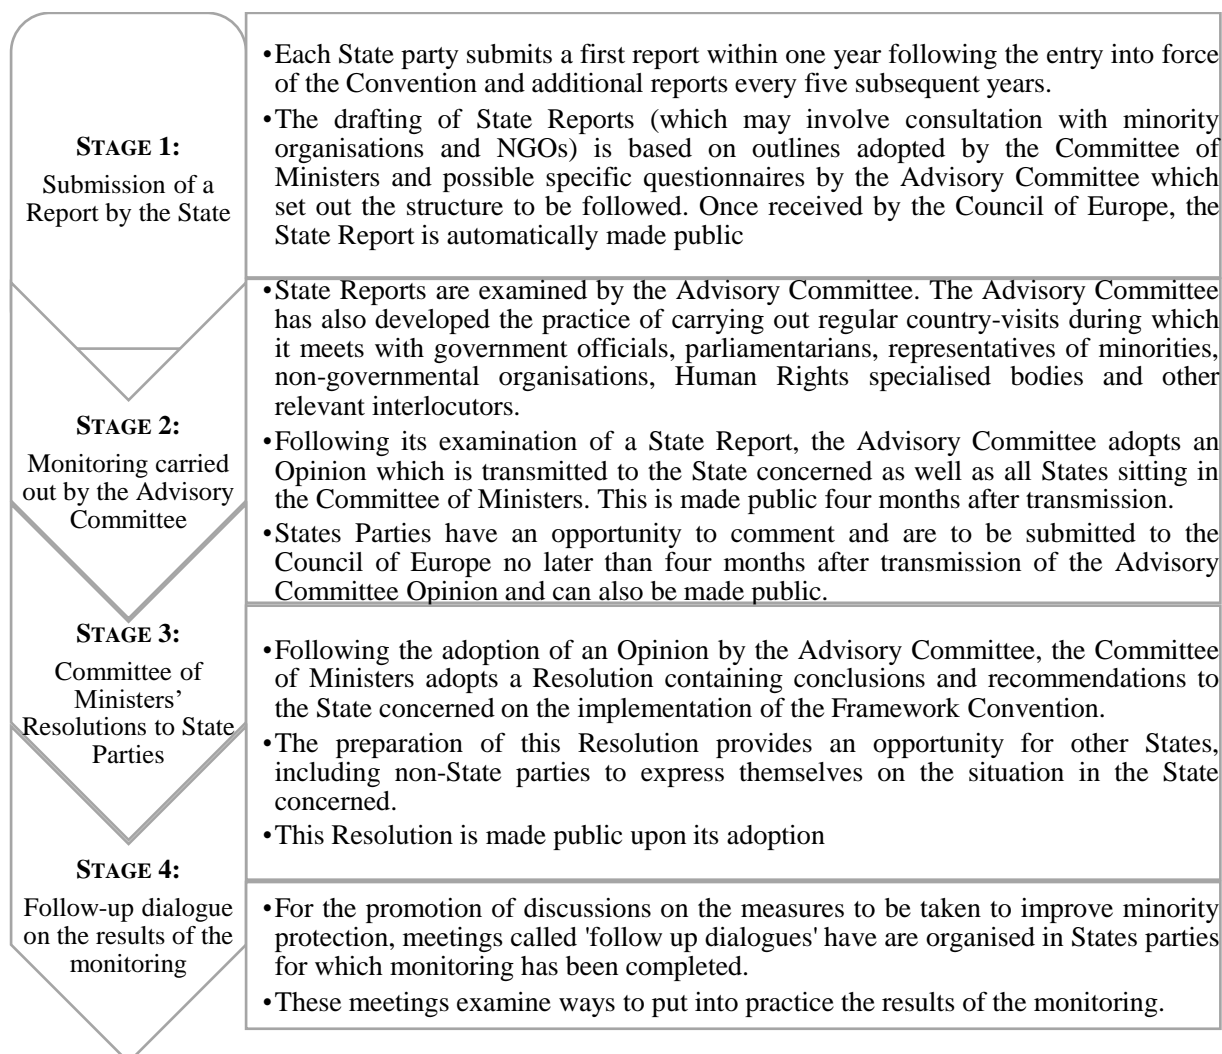 STAGE 1:
Submission of a
Report by the State
•Each State party submits a first report within one year following the entry into force
of the Convention and additional reports every five subsequent years.
•The drafting of State Reports (which may involve consultation with minority
organisations and NGOs) is based on outlines adopted by the Committee of
Ministers and possible specific questionnaires by the Advisory Committee which
set out the structure to be followed. Once received by the Council of Europe, the
State Report is automatically made public
STAGE 2:
Monitoring carried
out by the Advisory
Committee
•State Reports are examined by the Advisory Committee. The Advisory Committee
has also developed the practice of carrying out regular country-visits during which
it meets with government officials, parliamentarians, representatives of minorities,
non-governmental organisations, Human Rights specialised bodies and other
relevant interlocutors.
•Following its examination of a State Report, the Advisory Committee adopts an
Opinion which is transmitted to the State concerned as well as all States sitting in
the Committee of Ministers. This is made public four months after transmission.
•States Parties have an opportunity to comment and are to be submitted to the
Council of Europe no later than four months after transmission of the Advisory
Committee Opinion and can also be made public.
STAGE 3:
Committee of
Ministers’
Resolutions to State
Parties
•Following the adoption of an Opinion by the Advisory Committee, the Committee
of Ministers adopts a Resolution containing conclusions and recommendations to
the State concerned on the implementation of the Framework Convention.
•The preparation of this Resolution provides an opportunity for other States,
including non-State parties to express themselves on the situation in the State
concerned.
•This Resolution is made public upon its adoption
STAGE 4:
Follow-up dialogue
on the results of the
monitoring
•For the promotion of discussions on the measures to be taken to improve minority
protection, meetings called 'follow up dialogues' have are organised in States parties
for which monitoring has been completed.
•These meetings examine ways to put into practice the results of the monitoring.